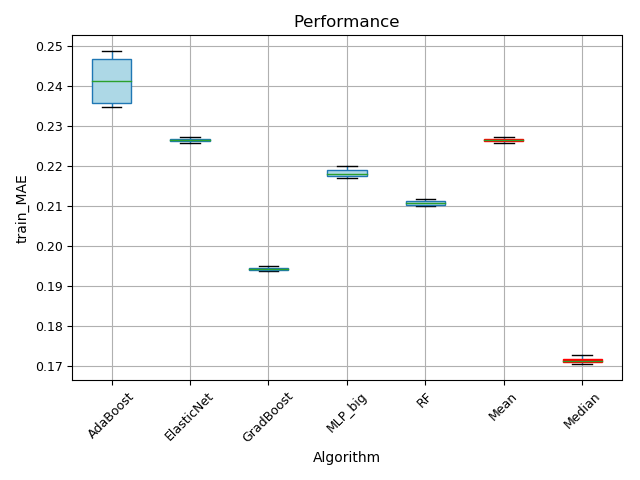 Performance
0.25
0.24
0.23
0.22
0.21
0.20
0.19
0.18
0.17
train_MAE
AdaBoost
ElasticNet
GradBoost
MLP_big
RF
Mean
Median
Algorithm